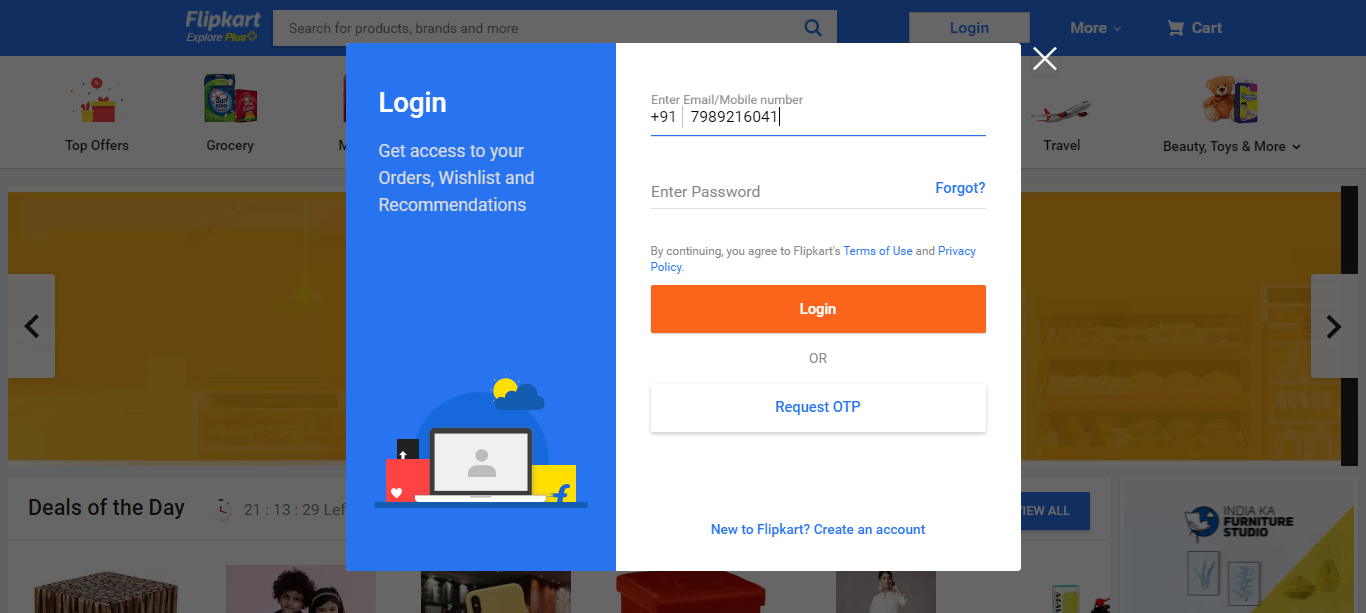 Flipkart
Explore Plus
Search for products, brands and more
Login
More
Cart
Top Offers
Grocery
M
Travel
Beauty, Toys & More
Login
Get access to your
Orders, Wishlist and
Recommendations
Enter Email/Mobile number
+91 7989216041
Enter Password
Forgot?
By continuing, you agree to Flipkart's Terms of Use and Privacy
Policy.
Login
OR
Request OTP
New to Flipkart? Create an account
Deals of the Day
21 : 13 : 29 Lef
VIEW ALL
INDIA KA
FURNITURE
STUDIO